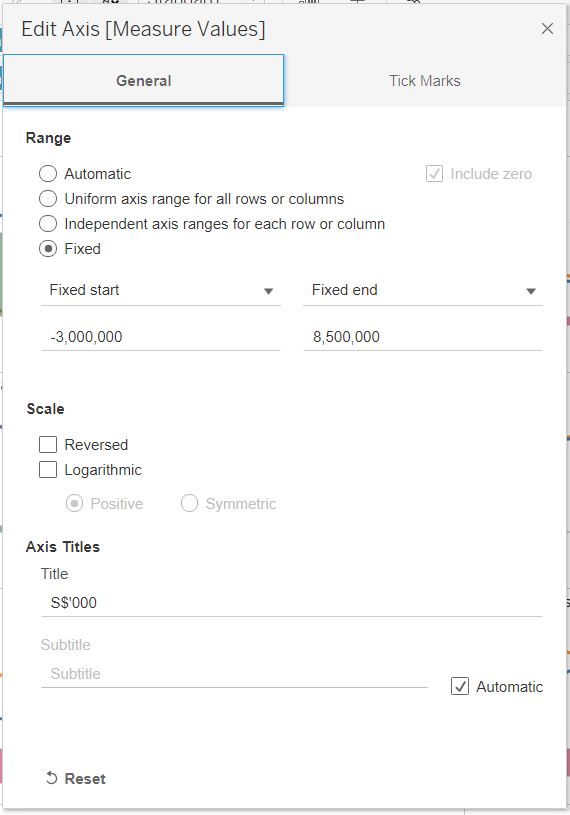 Standard
Edit Axis [Measure Values]
General
Tick Marks
Range
Automatic
Include zero
Uniform axis range for all rows or columns
Independent axis ranges for each row or column
Fixed
Fixed start
Fixed end
-3,000,000
8,500,000
Scale
Reversed
Logarithmic
Positive
Symmetric
Axis Titles
Title
S$'000
Subtitle
Subtitle
Automatic
Reset